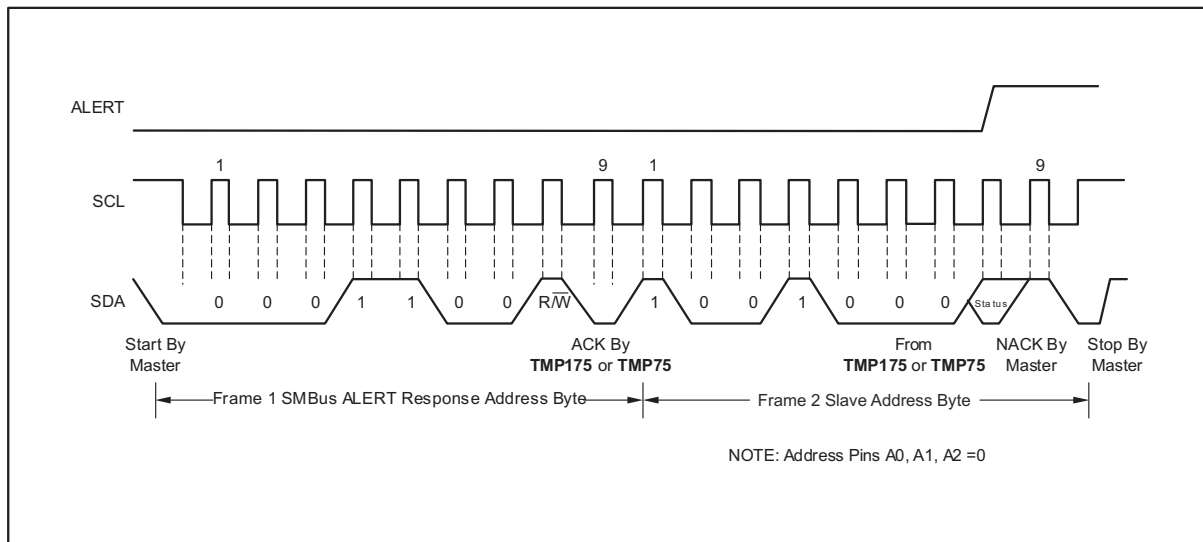 ALERT
1 9 1 9
SCL
SDA
0 0 0 1 1 0 0 R/W 1 0 0 1 0 0 0 Status
Start By
Master
ACK By
TMP175 or TMP75
From
TMP175 or TMP75
NACK By
Master
Stop By
Master
Frame 1 SMBus ALERT Response Address Byte
Frame 2 Slave Address Byte
NOTE: Address Pins A0, A1, A2 =0